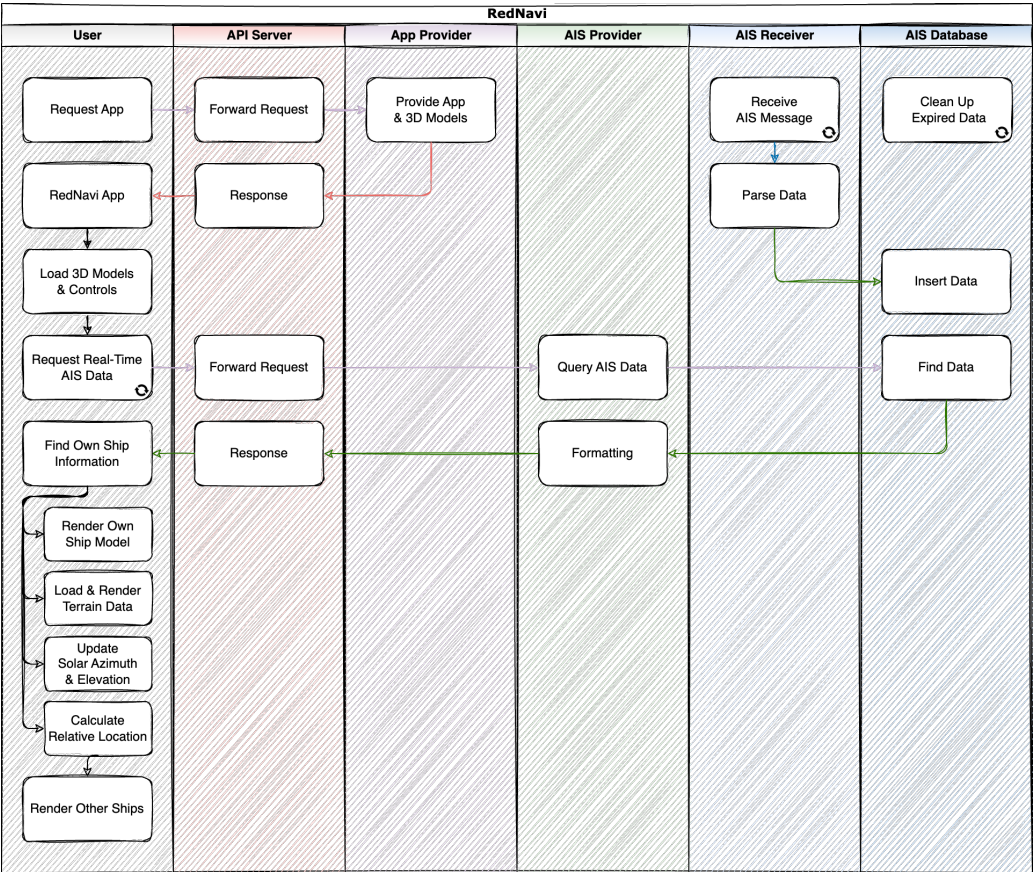 RedNavi
User
API Server
App Provider
AIS Provider
AIS Receiver
AIS Database
Request App
Forward Request
Provide App
& 3D Models
Receive
AIS Message
Clean Up
Expired Data
RedNavi App
Response
Parse Data
Load 3D Models
& Controls
Insert Data
Request Real-Time
AIS Data
Forward Request
Query AIS Data
Find Data
Find Own Ship
Information
Response
Formatting
Render Own
Ship Model
Load & Render
Terrain Data
Update
Solar Azimuth
& Elevation
Calculate
Relative Location
Render Other Ships